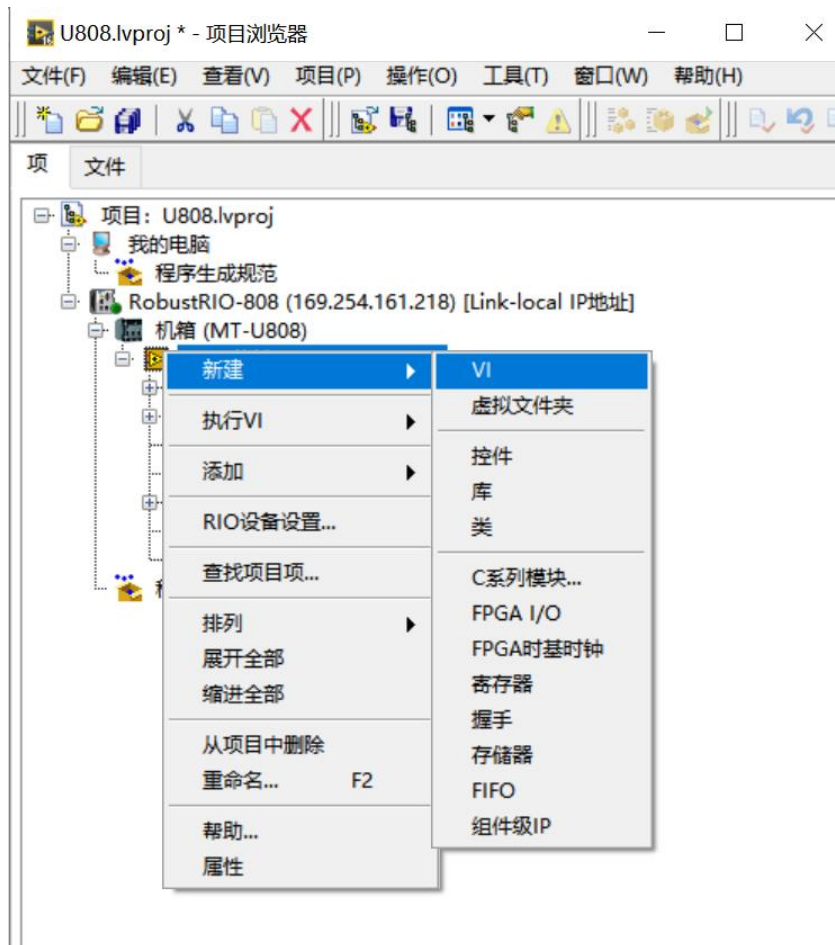 U808.lvproj * - 项目浏览器
文件(F) 编辑(E) 查看(V) 项目(P) 操作(O) 工具(T) 窗口(W) 帮助(H)
项 文件
项目：U808.lvproj
我的电脑
程序生成规范
RobustRIO-808 (169.254.161.218) [Link-local IP地址]
机箱 (MT-U808)
新建
执行VI
添加
RIO设备设置...
查找项目项...
排列
展开全部
缩进全部
从项目中删除
重命名... F2
帮助...
属性
VI
虚拟文件夹
控件
库
类
C系列模块...
FPGA I/O
FPGA时基时钟
寄存器
握手
存储器
FIFO
组件级IP